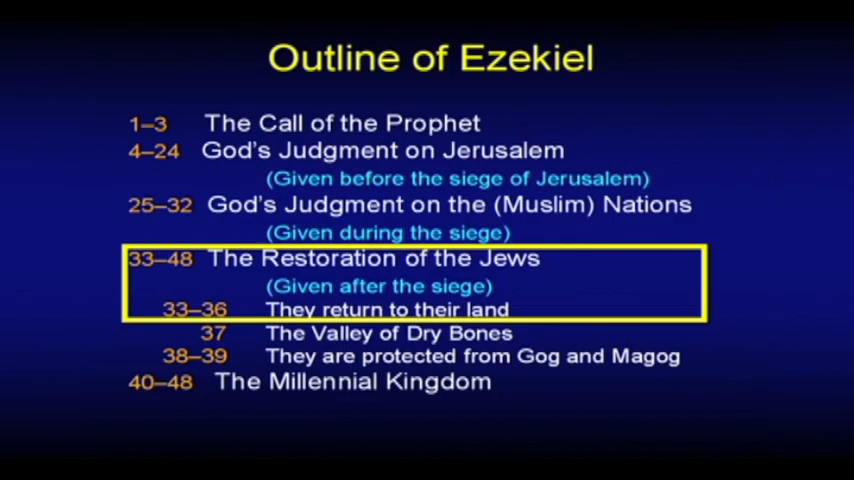 Outline of Ezekiel
1–3 The Call of the Prophet
4–24 God's Judgment on Jerusalem
(Given before the siege of Jerusalem)
25–32 God's Judgment on the (Muslim) Nations
(Given during the siege)
33–48 The Restoration of the Jews
(Given after the siege)
33–36 They return to their land
37 The Valley of Dry Bones
38–39 They are protected from Gog and Magog
40–48 The Millennial Kingdom